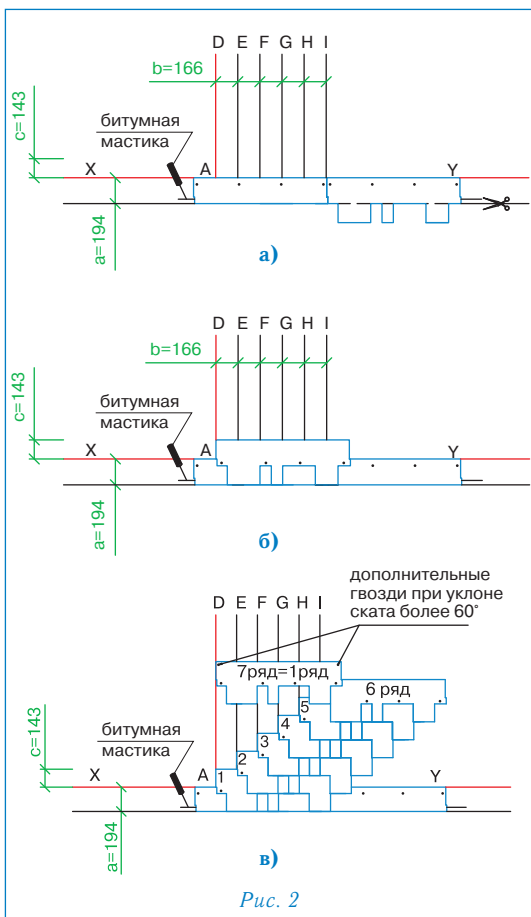 D E F G H I
b=166
c=143
битумная
мастика
X A Y
a=194
а)
D E F G H I
b=166
c=143
битумная
мастика
X A Y
a=194
б)
дополнительные
гвозди при уклоне
ската более 60°
D E F G H I
7ряд=1ряд
6 ряд
5
4
3
2
1
c=143
битумная
мастика
X A Y
a=194
в)
Рис. 2